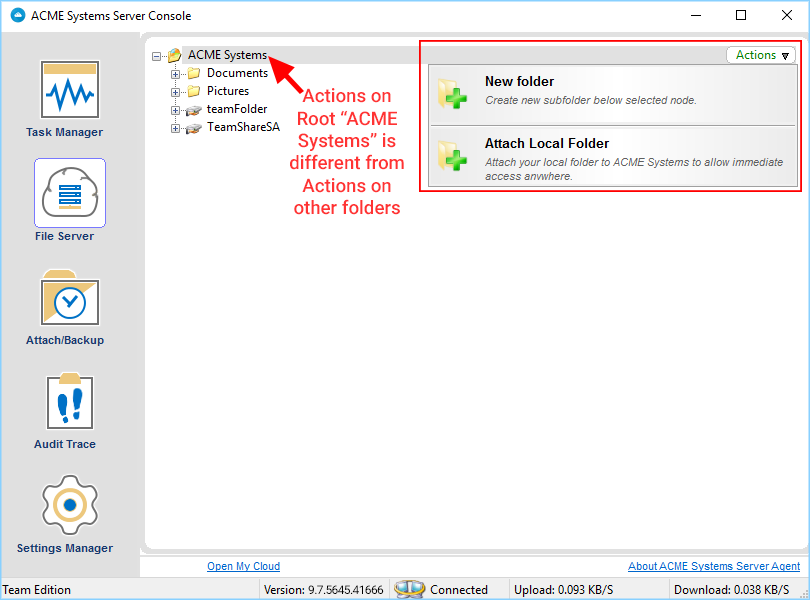 ACME Systems Server Console
Task Manager
File Server
Attach/Backup
Audit Trace
Settings Manager
ACME Systems
Documents
Pictures
teamFolder
TeamShareSA
Actions on
Root “ACME
Systems” is
different from
Actions on
other folders
Actions
New folder
Create new subfolder below selected node.
Attach Local Folder
Attach your local folder to ACME Systems to allow immediate
access anywhere.
Open My Cloud
About ACME Systems Server Agent
Team Edition
Version: 9.7.5645.41666
Connected
Upload: 0.093 KB/S
Download: 0.038 KB/S